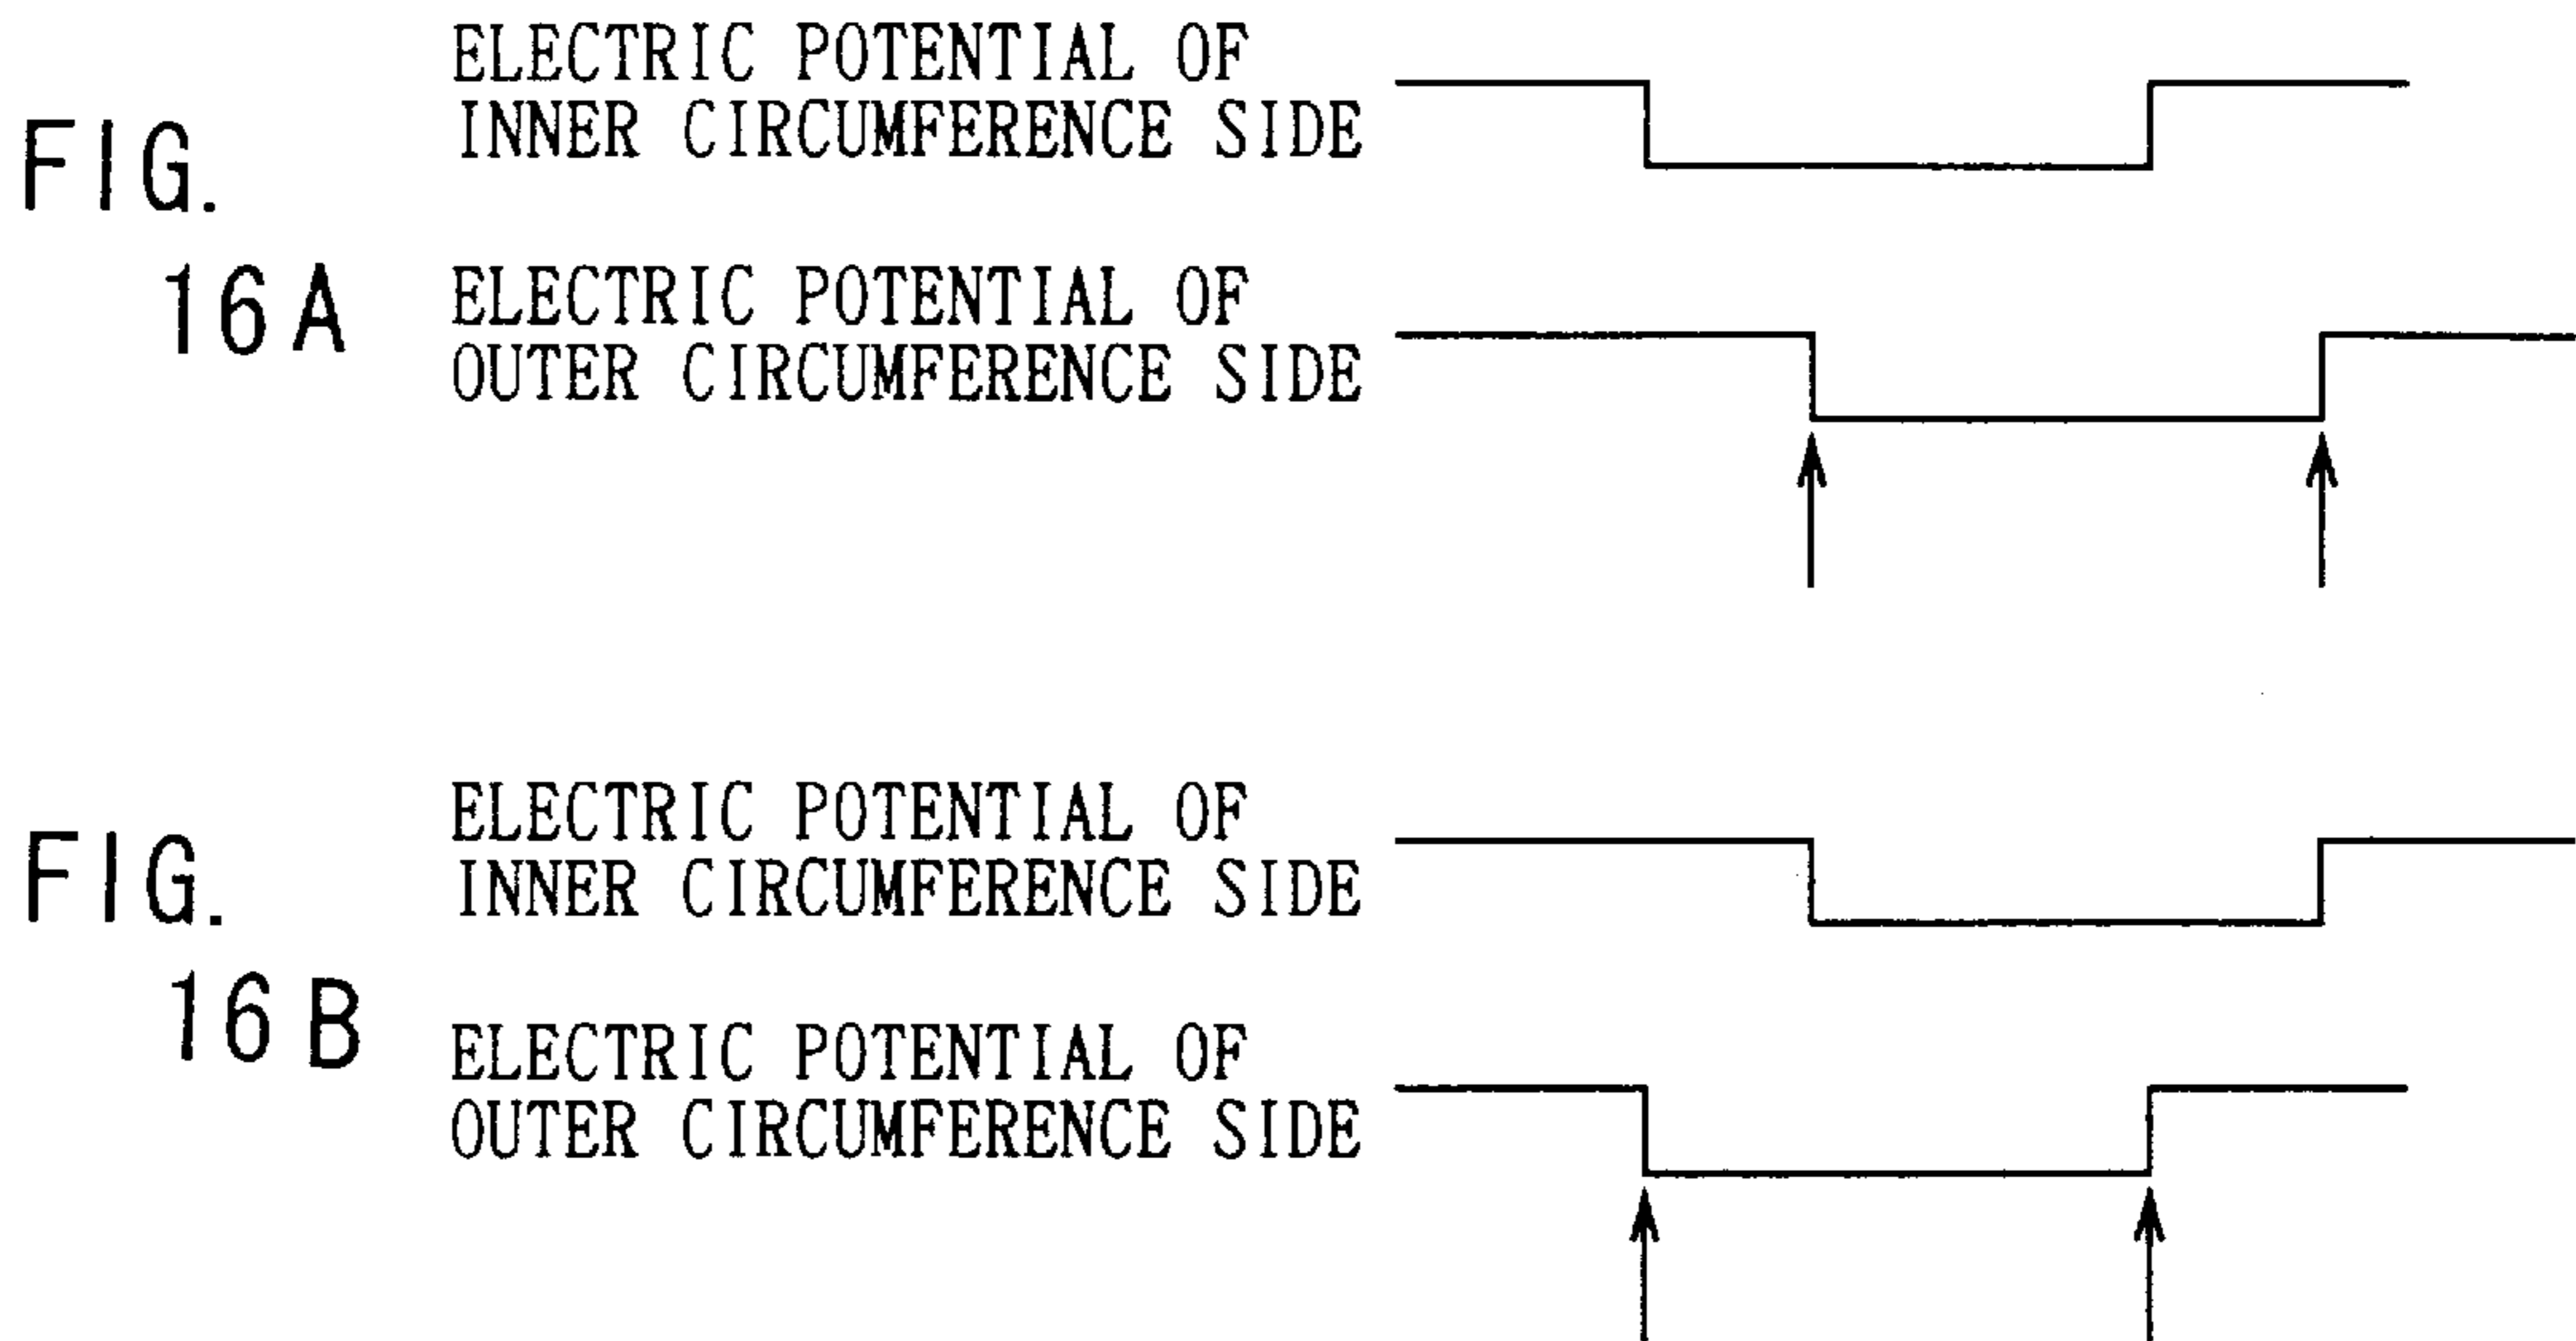 FIG.
16A
ELECTRIC POTENTIAL OF
INNER CIRCUMFERENCE SIDE
ELECTRIC POTENTIAL OF
OUTER CIRCUMFERENCE SIDE
FIG.
16B
ELECTRIC POTENTIAL OF
INNER CIRCUMFERENCE SIDE
ELECTRIC POTENTIAL OF
OUTER CIRCUMFERENCE SIDE